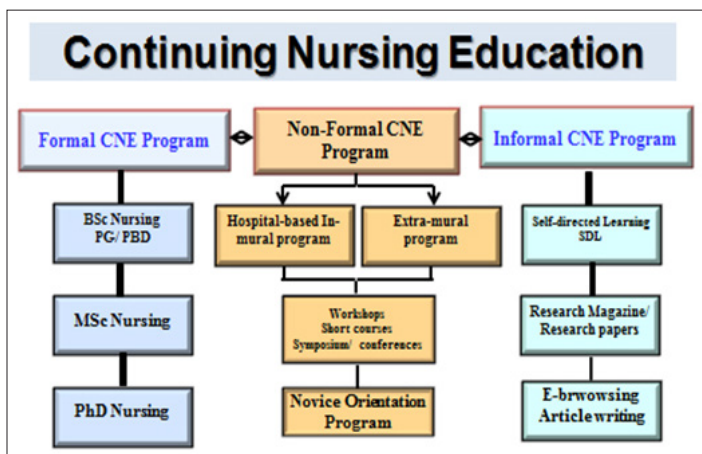 Continuing Nursing Education
Formal CNE Program
Non-Formal CNE
Program
Informal CNE Program
BSc Nursing
PG/ PBD
Hospital-based In-
mural program
Extra-mural
program
Self-directed Learning
SDL
MSc Nursing
Workshops
Short courses
Symposium/ conferences
Research Magazine/
Research papers
PhD Nursing
Novice Orientation
Program
E-brwowsing
Article writing